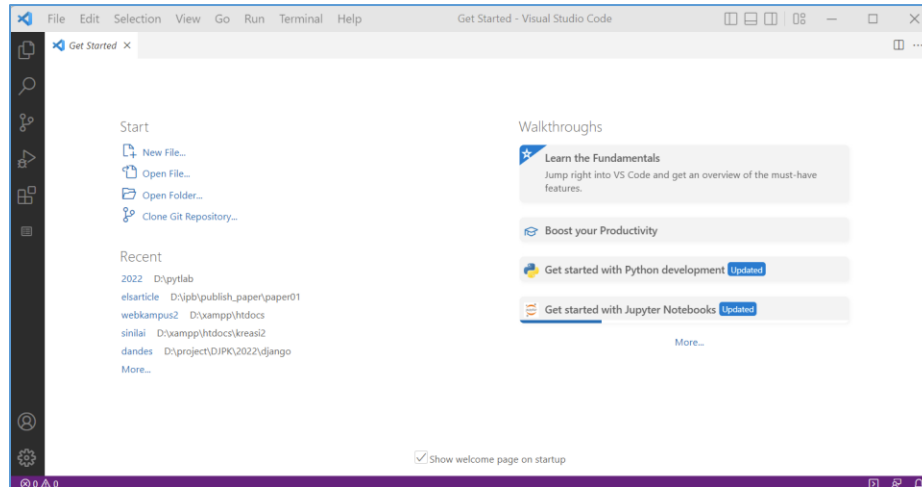 File Edit Selection View Go Run Terminal Help Get Started - Visual Studio Code
Get Started
Start
New File...
Open File...
Open Folder...
Clone Git Repository...
Recent
2022 D:\pytlab
elsarticle D:\ipb\publish_paper\paper01
webkampus2 D:\xampp\htdocs
sinilai D:\xampp\htdocs\kreasi2
dandes D:\project\DJPK\2022\django
More...
Walkthroughs
Learn the Fundamentals
Jump right into VS Code and get an overview of the must-have
features.
Boost your Productivity
Get started with Python development Updated
Get started with Jupyter Notebooks Updated
More...
Show welcome page on startup
0 0